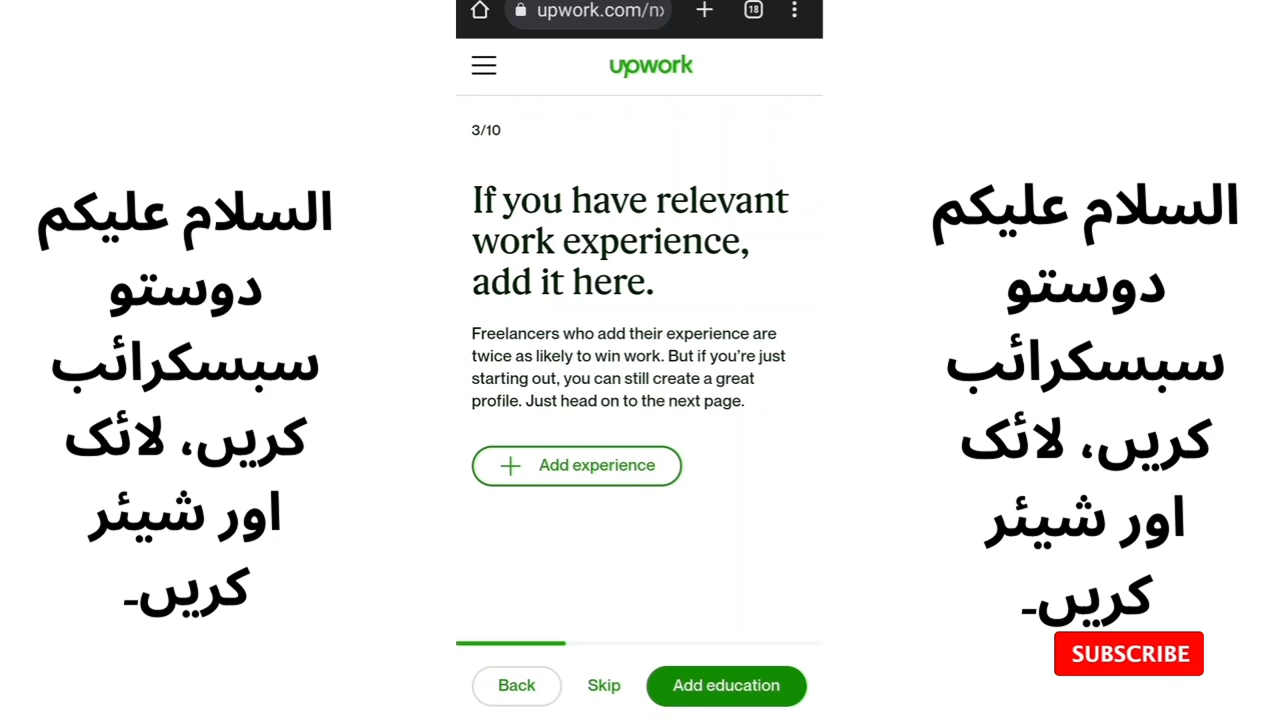 upwork.com/nx
18
upwork
3/10
If you have relevant
work experience,
add it here.
Freelancers who add their experience are
twice as likely to win work. But if you’re just
starting out, you can still create a great
profile. Just head on to the next page.
Add experience
Back
Skip
Add education
السلام علیکم
دوستو
سبسکرائب
کریں، لائک
اور شیئر
کریں۔
السلام علیکم
دوستو
سبسکرائب
کریں، لائک
اور شیئر
کریں۔
SUBSCRIBE